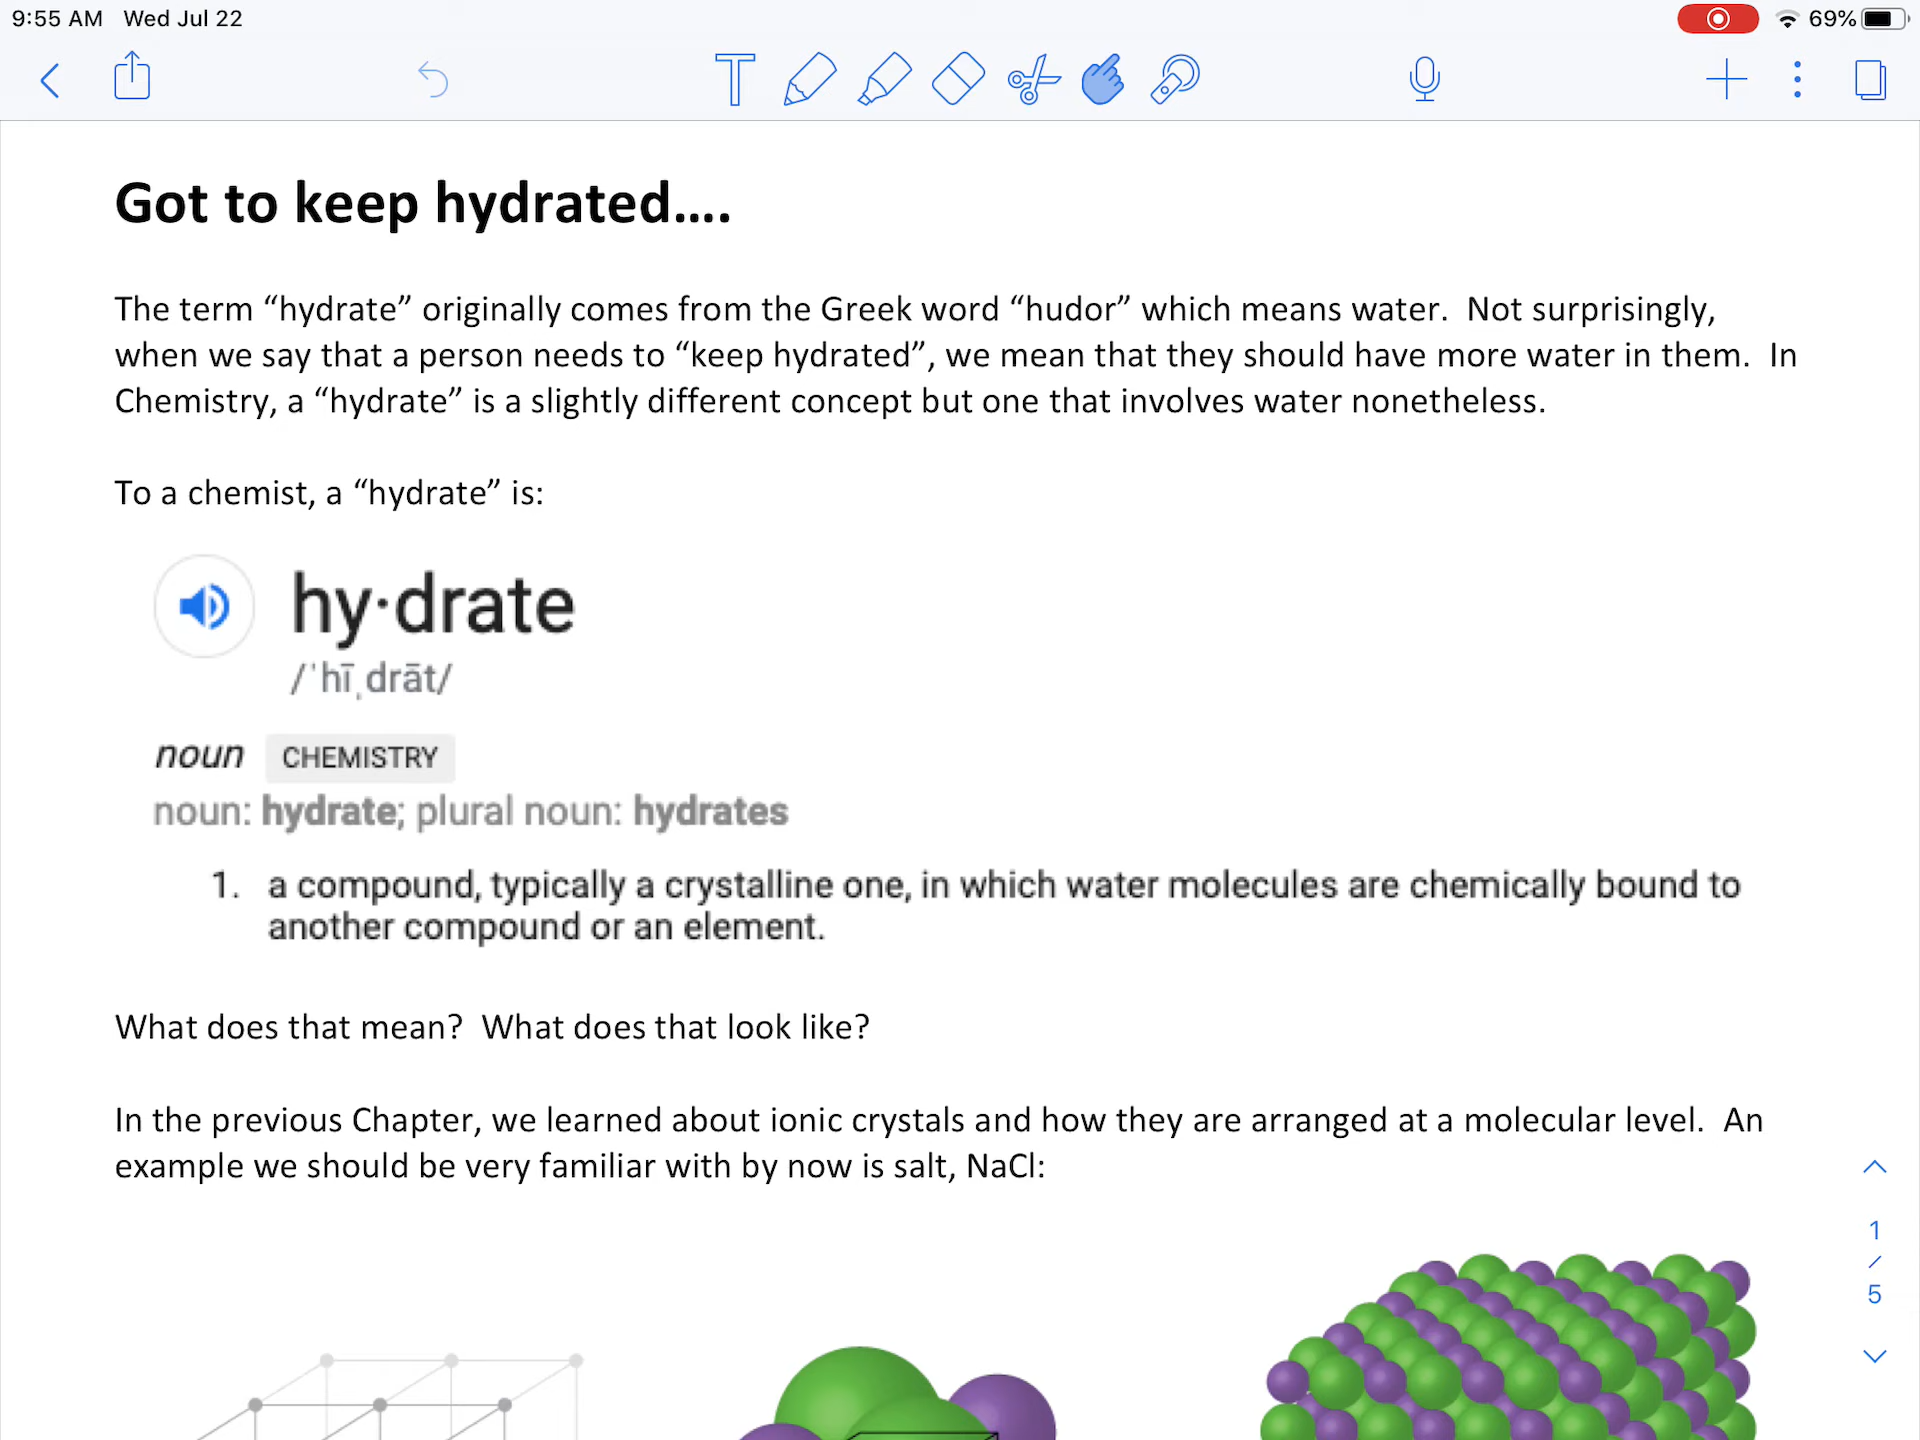 9:55 AM Wed Jul 22
69%
Got to keep hydrated....
The term “hydrate” originally comes from the Greek word “hudor” which means water. Not surprisingly,
when we say that a person needs to “keep hydrated”, we mean that they should have more water in them. In
Chemistry, a “hydrate” is a slightly different concept but one that involves water nonetheless.
To a chemist, a “hydrate” is:
hy·drate
/ˈhīˌdrāt/
noun CHEMISTRY
noun: hydrate; plural noun: hydrates
1. a compound, typically a crystalline one, in which water molecules are chemically bound to
another compound or an element.
What does that mean? What does that look like?
In the previous Chapter, we learned about ionic crystals and how they are arranged at a molecular level. An
example we should be very familiar with by now is salt, NaCl:
1
/
5